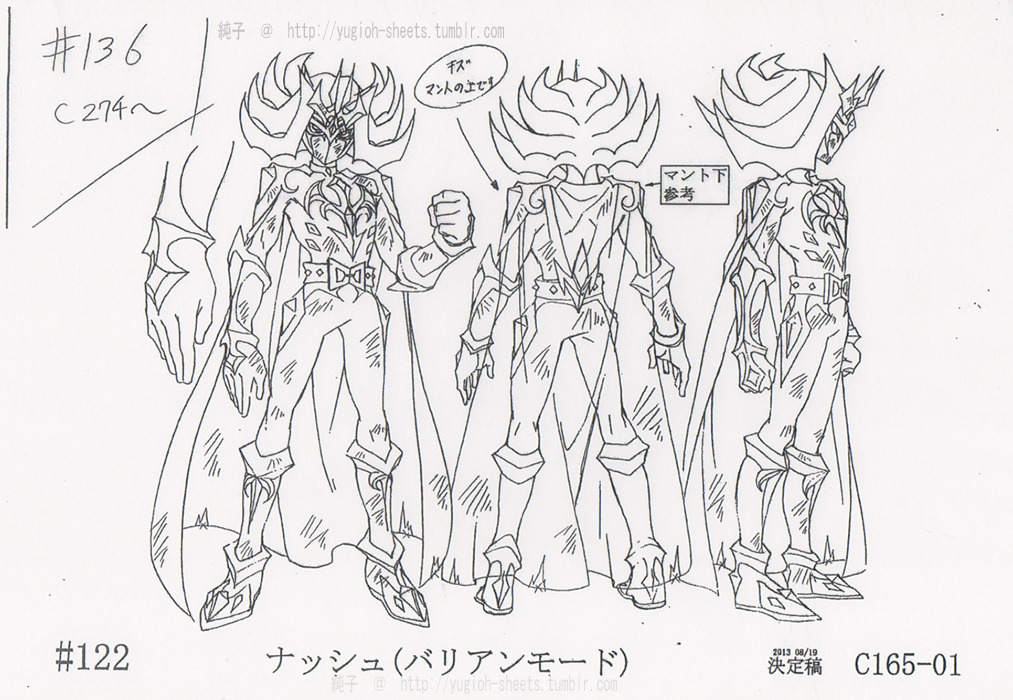 純子 @ http://yugioh-sheets.tumblr.com
#136
C274〜
キズ
マントの上です
マント下
参考
#122
ナッシュ(バリアンモード)
2013 08/19
決定稿
C165-01
純子 @ http://yugioh-sheets.tumblr.com